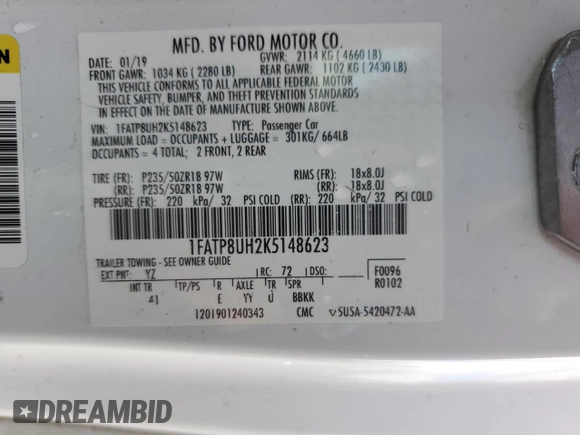 MFD. BY FORD MOTOR CO.
DATE: 01/19
GVWR: 2114 KG ( 4660 LB)
FRONT GAWR: 1034 KG ( 2280 LB)
REAR GAWR: 1102 KG ( 2430 LB)
THIS VEHICLE CONFORMS TO ALL APPLICABLE FEDERAL MOTOR
VEHICLE SAFETY, BUMPER, AND THEFT PREVENTION STANDARDS
IN EFFECT ON THE DATE OF MANUFACTURE SHOWN ABOVE.
VIN: 1FATP8UH2K5148623 TYPE: Passenger Car
MAXIMUM LOAD = OCCUPANTS + LUGGAGE = 301KG/ 664LB
OCCUPANTS = 4 TOTAL; 2 FRONT, 2 REAR
TIRE (FR): P235/50ZR18 97W RIMS (FR): 18x8.0J
(RR): P235/50ZR18 97W (RR): 18x8.0J
PRESSURE (FR): 220 kPa/ 32 PSI COLD (RR): 220 kPa/ 32 PSI COLD
1FATP8UH2K5148623
TRAILER TOWING - SEE OWNER GUIDE
EXT PNT: YZ RC: 72 DSO: F0096
R0102
INT TR TP/PS R AXLE TR SPR
41 E YY U BBKK
1201901240343 CMC 5USA-5420472-AA
DREAMBID